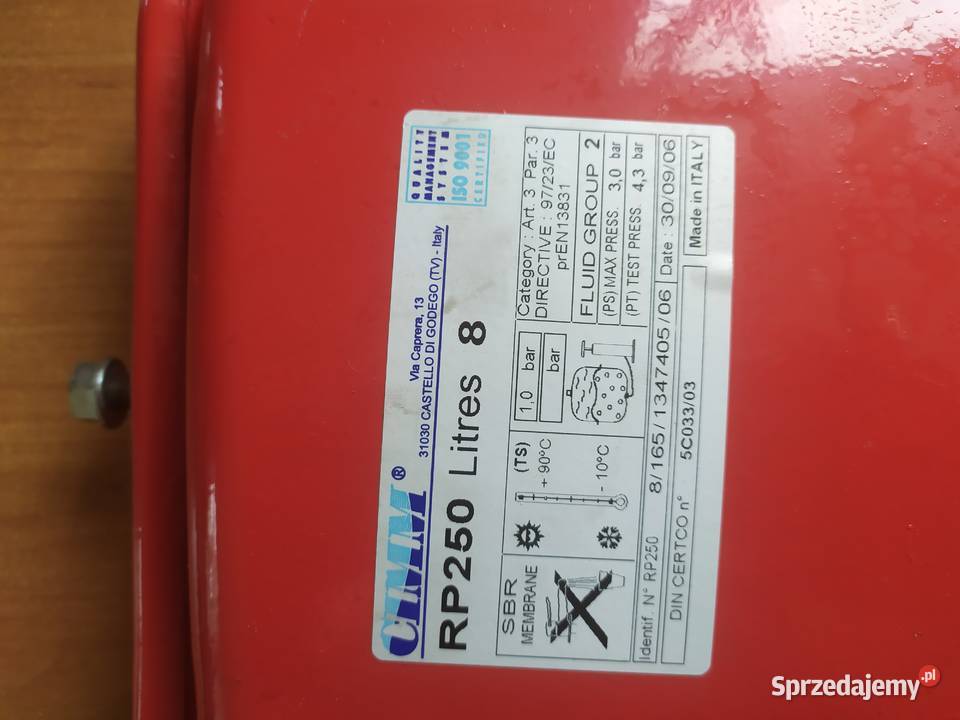 CIMM®
Via Caprera, 13
31030 CASTELLO DI GODEGO (TV) - Italy
QUALITY
MANAGEMENT
SYSTEM
ISO 9001
CERTIFIED
RP250 Litres 8
SBR
MEMBRANE
(TS)
+ 90°C
- 10°C
1,0 bar
bar
Category : Art. 3 Par. 3
DIRECTIVE : 97/23/EC
prEN13831
FLUID GROUP 2
(PS) MAX PRESS. 3,0 bar
(PT) TEST PRESS. 4,3 bar
Identif. N° RP250 8/165/1347405/06 Date : 30/09/06
DIN CERTCO n° 5C033/03 Made in ITALY
Sprzedajemy.pl